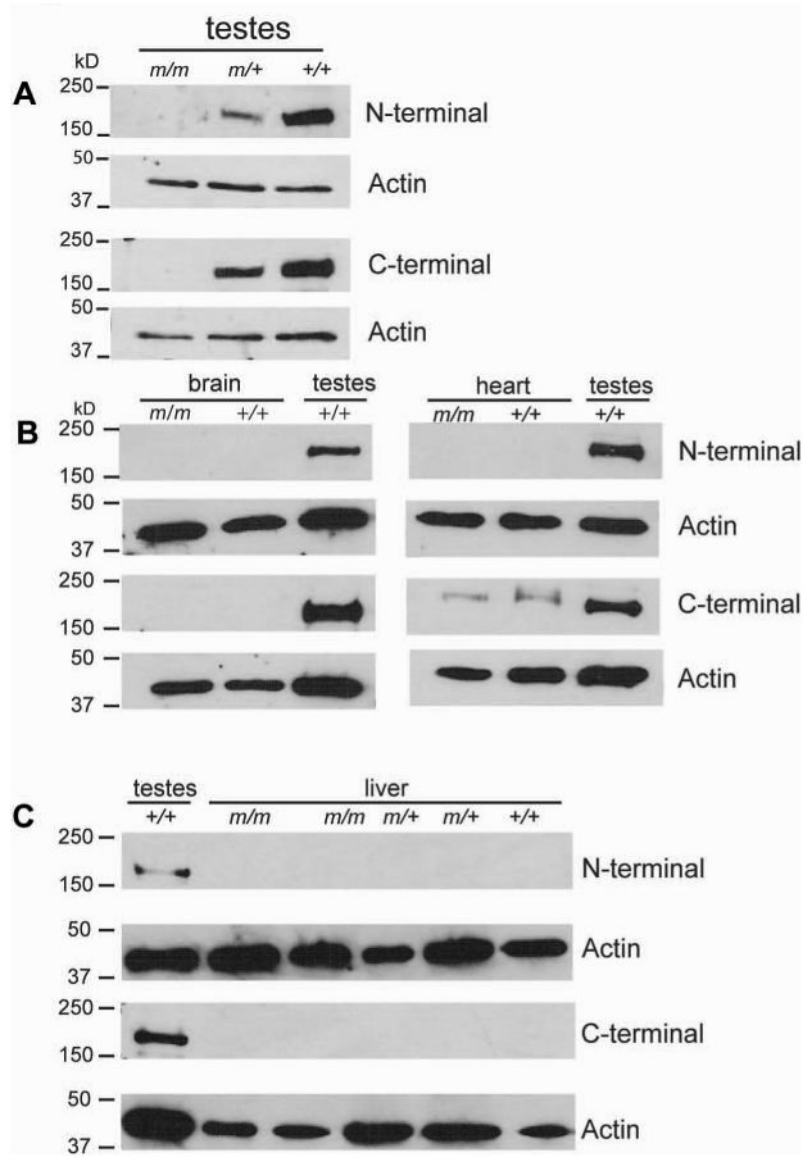 testes
kD m/m m/+ +/+
A 250
150 N-terminal
50
37 Actin
250
150 C-terminal
50
37 Actin
brain testes heart testes
kD m/m +/+ +/+ m/m +/+ +/+
B 250
150 N-terminal
50
37 Actin
250
150 C-terminal
50
37 Actin
testes liver
C +/+ m/m m/m m/+ m/+ +/+
250
150 N-terminal
50
37 Actin
250
150 C-terminal
50
37 Actin